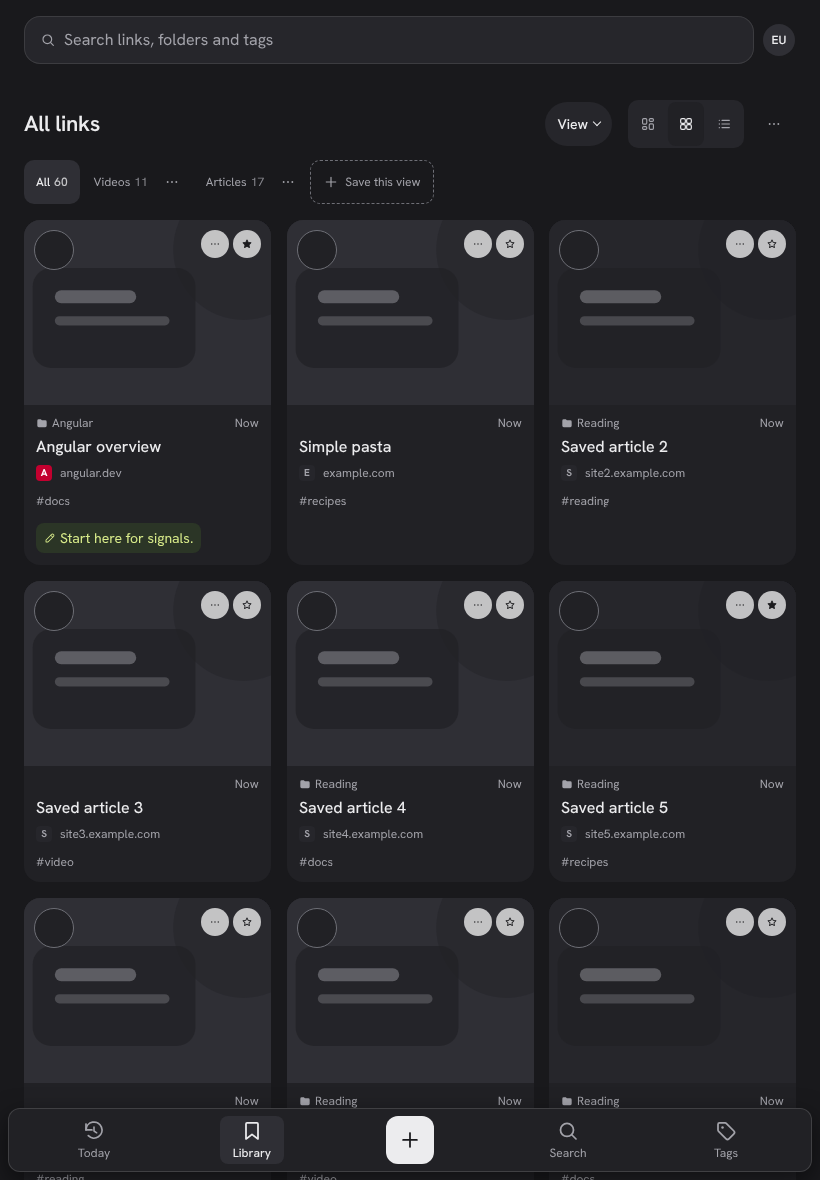 Search links, folders and tags
EU
All links
View
All 60
Videos 11
Articles 17
Save this view
Angular
Now
Angular overview
A
angular.dev
#docs
Start here for signals.
Now
Simple pasta
E
example.com
#recipes
Reading
Now
Saved article 2
S
site2.example.com
#reading
Now
Saved article 3
S
site3.example.com
#video
Reading
Now
Saved article 4
S
site4.example.com
#docs
Reading
Now
Saved article 5
S
site5.example.com
#recipes
Now
Reading
Now
Reading
Now
Today
Library
Search
Tags
#reading
#video
#docs